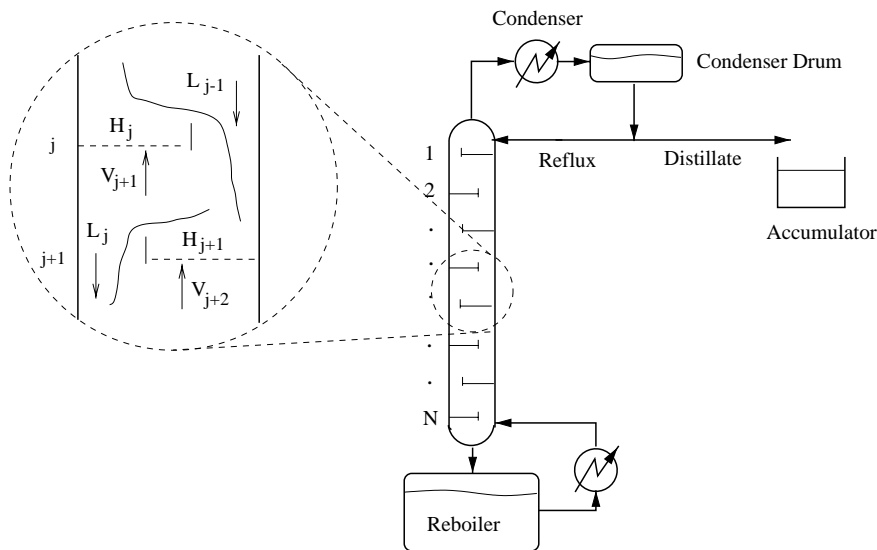 Condenser
Condenser Drum
L j-1
H j
j
V j+1
L j
H j+1
j+1
V j+2
1
2
.
.
.
.
.
N
Reflux
Distillate
Accumulator
Reboiler